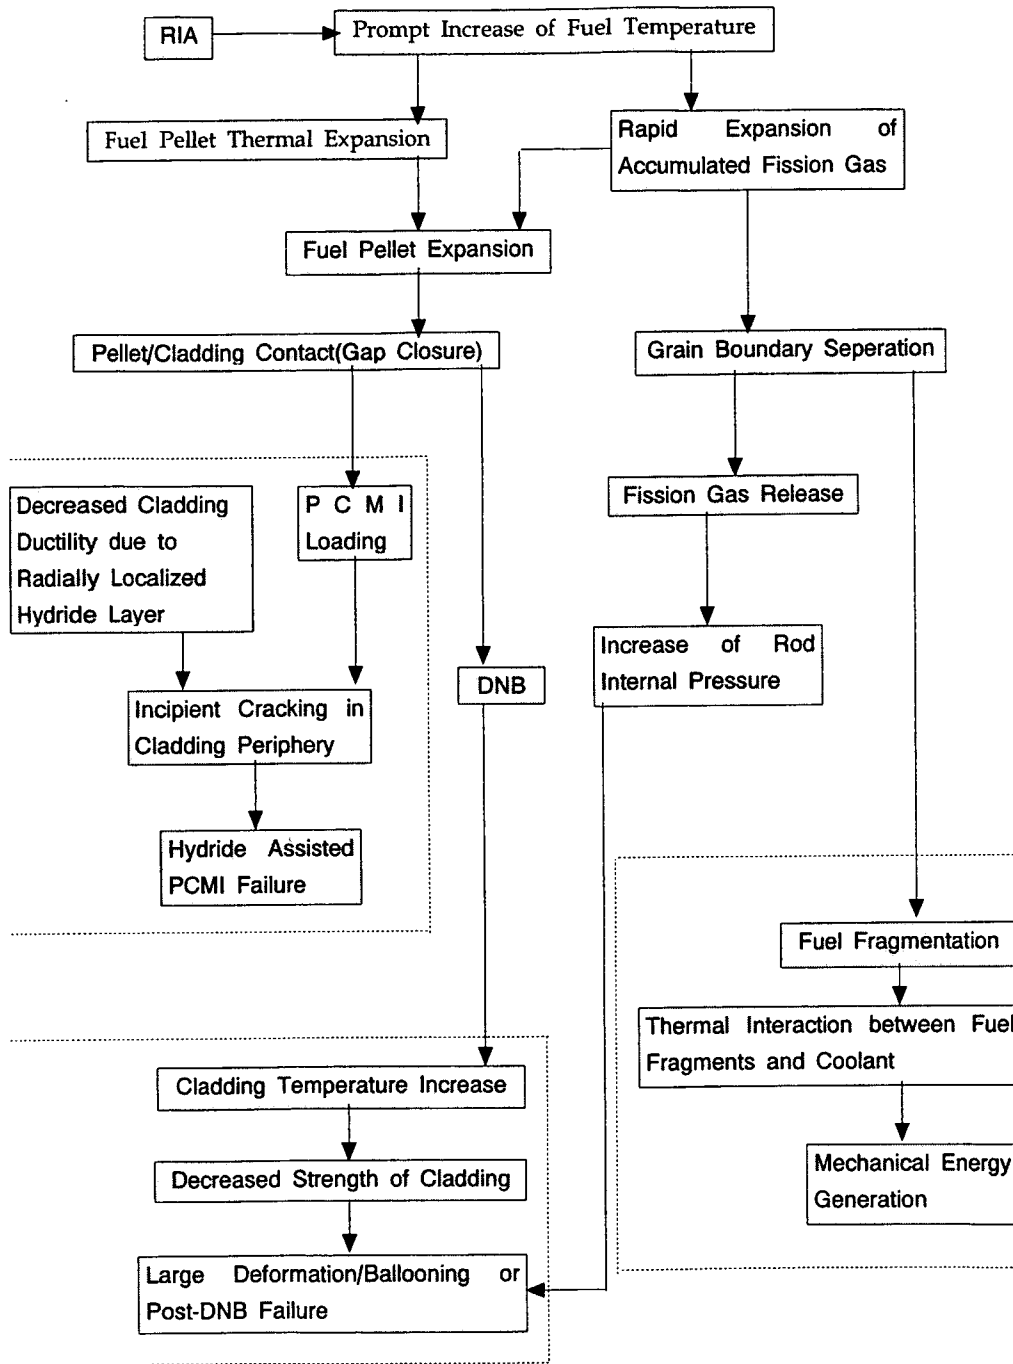 RIA
Prompt Increase of Fuel Temperature
Fuel Pellet Thermal Expansion
Rapid Expansion of
Accumulated Fission Gas
Fuel Pellet Expansion
Pellet/Cladding Contact(Gap Closure)
Grain Boundary Seperation
Decreased Cladding
Ductility due to
Radially Localized
Hydride Layer
P C M I
Loading
Fission Gas Release
Increase of Rod
Internal Pressure
DNB
Incipient Cracking in
Cladding Periphery
Hydride Assisted
PCMI Failure
Fuel Fragmentation
Thermal Interaction between Fuel
Fragments and Coolant
Mechanical Energy
Generation
Cladding Temperature Increase
Decreased Strength of Cladding
Large Deformation/Ballooning or
Post-DNB Failure